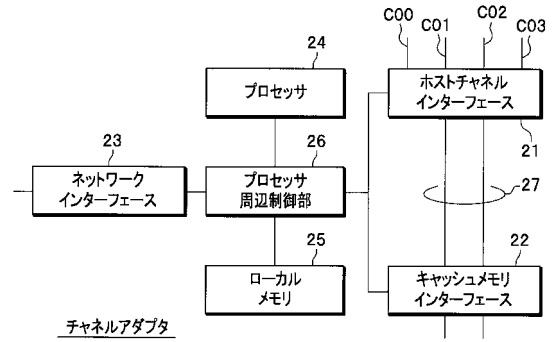 C00
C01
C02
C03
24
プロセッサ
ホストチャネル
インターフェース
21
23
ネットワーク
インターフェース
26
プロセッサ
周辺制御部
27
25
ローカル
メモリ
22
キャッシュメモリ
インターフェース
チャネルアダプタ